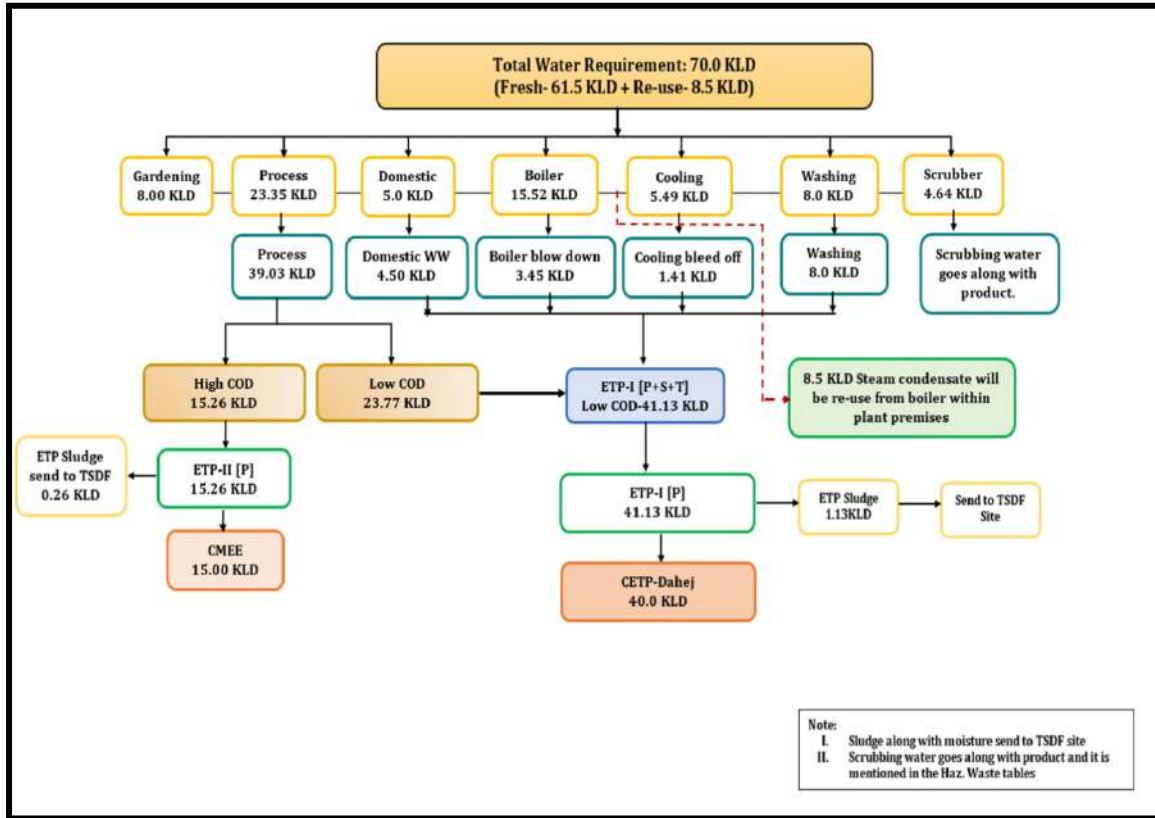 Total Water Requirement: 70.0 KLD
(Fresh- 61.5 KLD + Re-use- 8.5 KLD)
Gardening
8.00 KLD
Process
23.35 KLD
Domestic
5.0 KLD
Boiler
15.52 KLD
Cooling
5.49 KLD
Washing
8.0 KLD
Scrubber
4.64 KLD
Process
39.03 KLD
Domestic WW
4.50 KLD
Boiler blow down
3.45 KLD
Cooling bleed off
1.41 KLD
Washing
8.0 KLD
Scrubbing water
goes along with
product.
High COD
15.26 KLD
Low COD
23.77 KLD
ETP-I [P+S+T]
Low COD-41.13 KLD
8.5 KLD Steam condensate will
be re-use from boiler within
plant premises
ETP Sludge
send to TSDF
0.26 KLD
ETP-II [P]
15.26 KLD
ETP-I [P]
41.13 KLD
ETP Sludge
1.13KLD
Send to TSDF
Site
CMEE
15.00 KLD
CETP-Dahej
40.0 KLD
Note:
I. Sludge along with moisture send to TSDF site
II. Scrubbing water goes along with product and it is
mentioned in the Haz. Waste tables